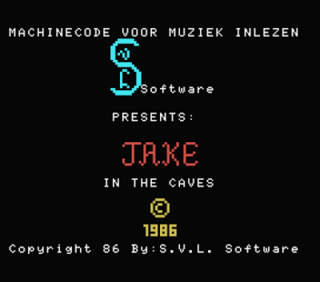 MACHINECODE VOOR MUZIEK INLEZEN
SVL
Software
PRESENTS:
JAKE
IN THE CAVES
©
1986
Copyright 86 By:S.V.L. Software